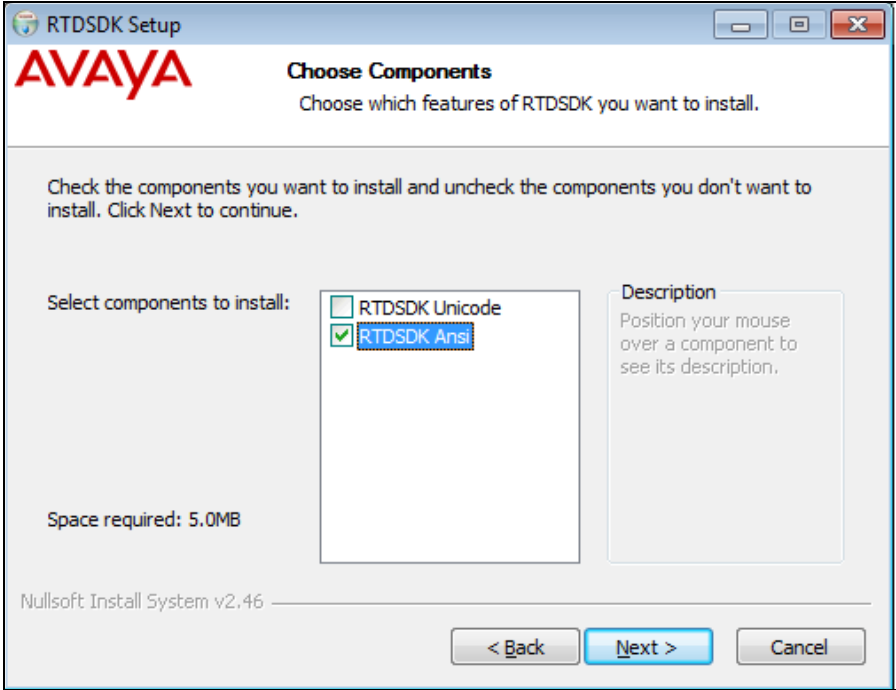 RTDSDK Setup
AVAYA
Choose Components
Choose which features of RTDSDK you want to install.
Check the components you want to install and uncheck the components you don't want to
install. Click Next to continue.
Select components to install:
RTDSDK Unicode
RTDSDK Ansi
Description
Position your mouse
over a component to
see its description.
Space required: 5.0MB
Nullsoft Install System v2.46
< Back
Next >
Cancel